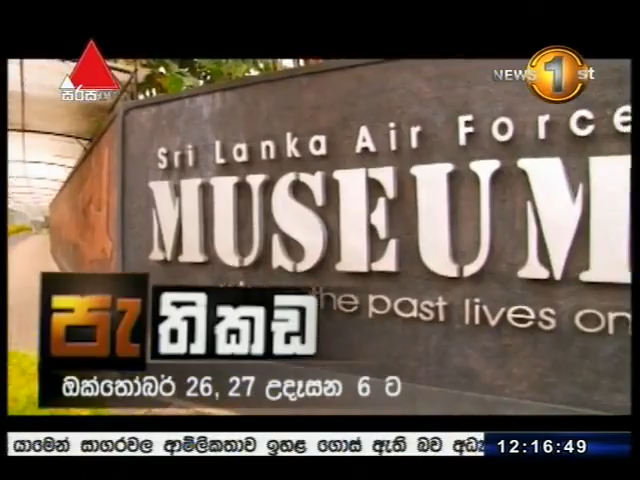 සිරස
NEWS 1st
Sri Lanka Air Force
MUSEUM
the past lives on
පැතිකඩ
ඔක්තෝබර් 26, 27 උදෑසන 6 ට
යාමෙන් සාගරවල ආම්ලිකතාව ඉහළ ගොස් ඇති බව
12:16:49